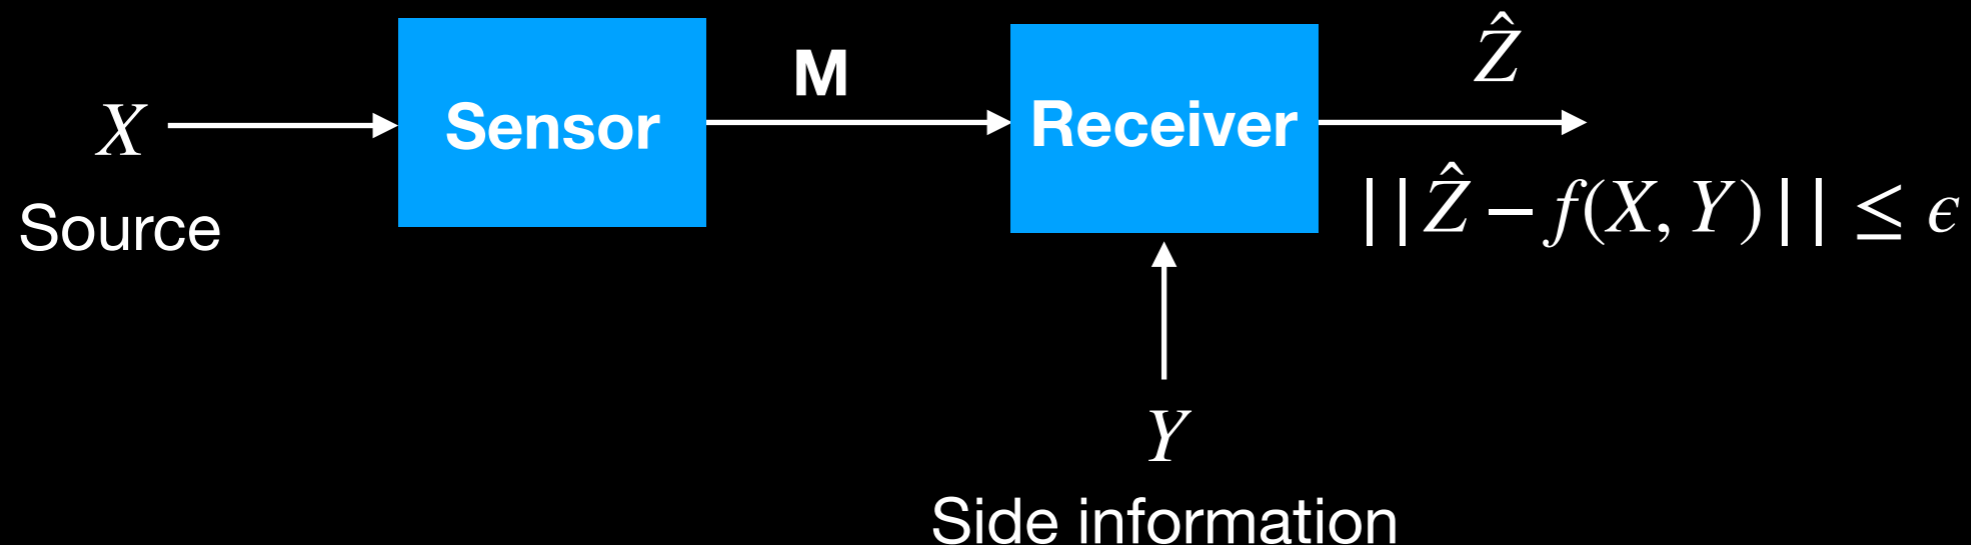 X
Source
Sensor
M
Receiver
Ẑ
||Ẑ − f(X, Y)|| ≤ ϵ
Y
Side information